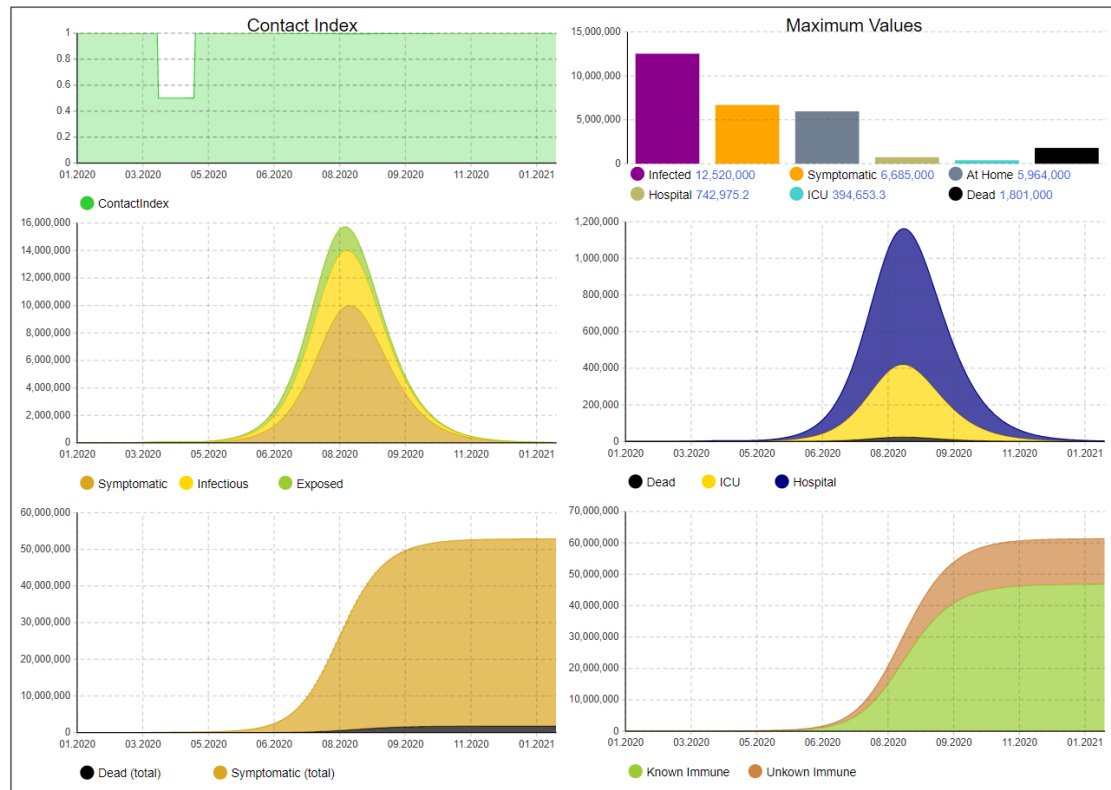 Contact Index
1
0.8
0.6
0.4
0.2
0
01.2020 03.2020 05.2020 06.2020 08.2020 09.2020 11.2020 01.2021
ContactIndex
Maximum Values
15,000,000
10,000,000
5,000,000
0
Infected 12,520,000 Symptomatic 6,685,000 At Home 5,964,000
Hospital 742,975.2 ICU 394,653.3 Dead 1,801,000
16,000,000
14,000,000
12,000,000
10,000,000
8,000,000
6,000,000
4,000,000
2,000,000
0
01.2020 03.2020 05.2020 06.2020 08.2020 09.2020 11.2020 01.2021
Symptomatic Infectious Exposed
1,200,000
1,000,000
800,000
600,000
400,000
200,000
0
01.2020 03.2020 05.2020 06.2020 08.2020 09.2020 11.2020 01.2021
Dead ICU Hospital
60,000,000
50,000,000
40,000,000
30,000,000
20,000,000
10,000,000
0
01.2020 03.2020 05.2020 06.2020 08.2020 09.2020 11.2020 01.2021
Dead (total) Symptomatic (total)
70,000,000
60,000,000
50,000,000
40,000,000
30,000,000
20,000,000
10,000,000
0
01.2020 03.2020 05.2020 06.2020 08.2020 09.2020 11.2020 01.2021
Known Immune Unkown Immune